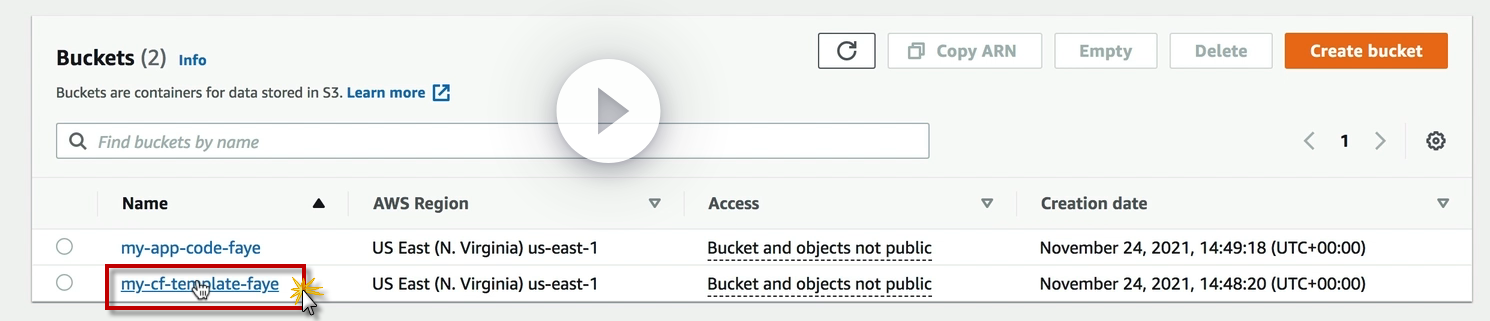 Buckets (2) Info
Copy ARN Empty Delete Create bucket
Buckets are containers for data stored in S3. Learn more
Find buckets by name
1
Name AWS Region Access Creation date
my-app-code-faye US East (N. Virginia) us-east-1 Bucket and objects not public November 24, 2021, 14:49:18 (UTC+00:00)
my-cf-template-faye US East (N. Virginia) us-east-1 Bucket and objects not public November 24, 2021, 14:48:20 (UTC+00:00)